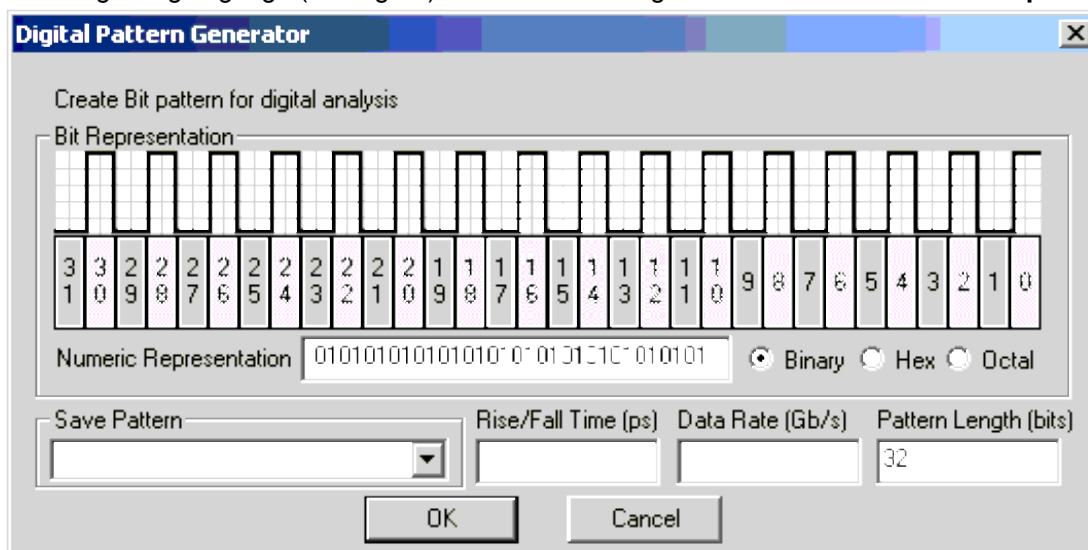 Digital Pattern Generator
Create Bit pattern for digital analysis
Bit Representation
31 30 29 28 27 26 25 24 23 22 21 20 19 18 17 16 15 14 13 12 11 10 9 8 7 6 5 4 3 2 1 0
Numeric Representation 01010101010101010101010101010101 Binary Hex Octal
Save Pattern Rise/Fall Time (ps) Data Rate (Gb/s) Pattern Length (bits)
32
OK Cancel